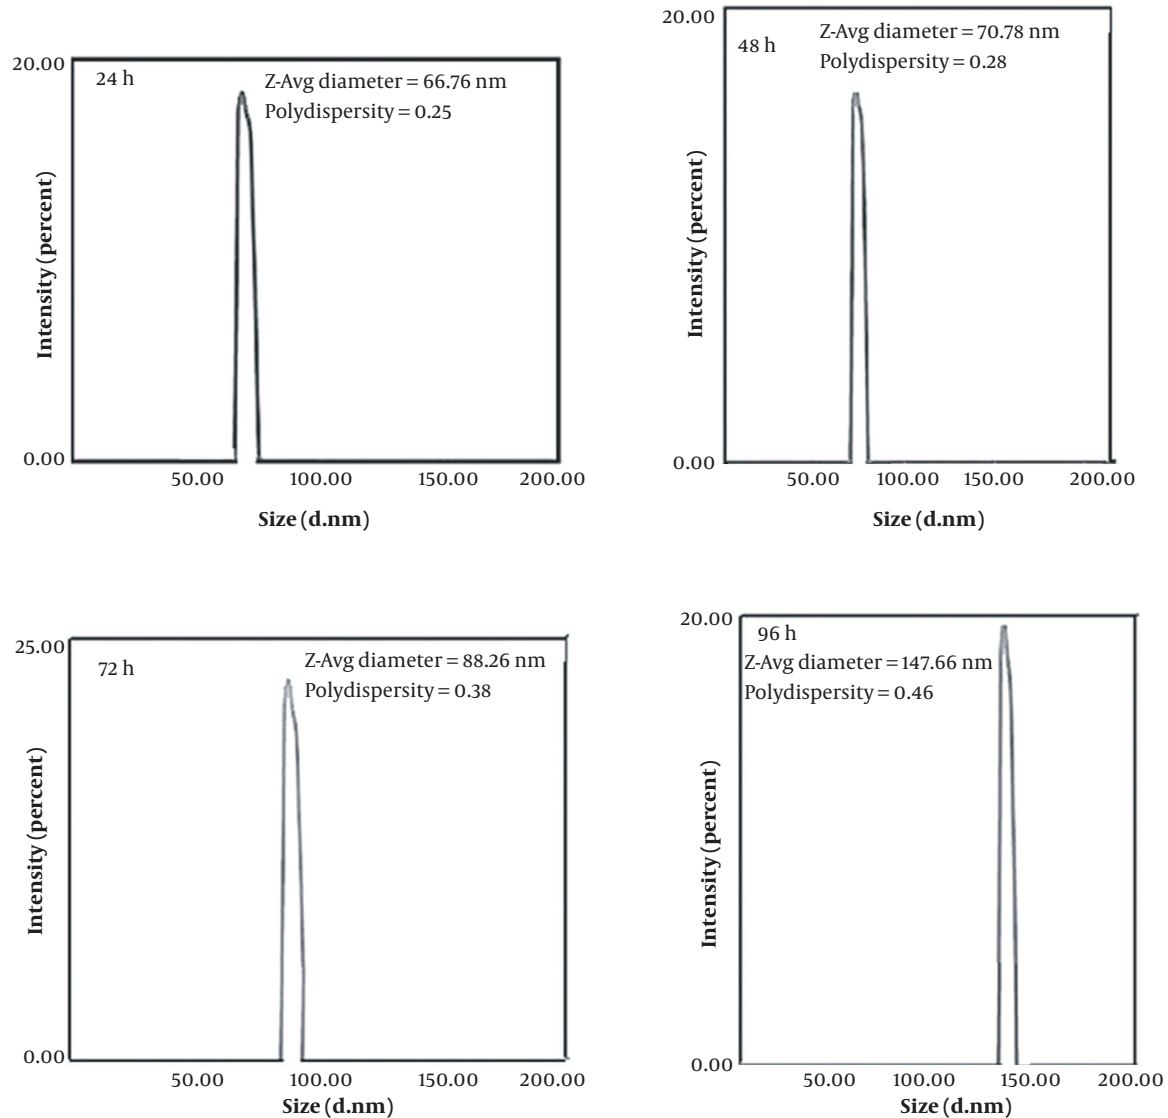 20.00
24 h
Z-Avg diameter = 66.76 nm
Polydispersity = 0.25
Intensity (percent)
0.00
50.00 100.00 150.00 200.00
Size (d.nm)
20.00
48 h
Z-Avg diameter = 70.78 nm
Polydispersity = 0.28
Intensity (percent)
0.00
50.00 100.00 150.00 200.00
Size (d.nm)
25.00
72 h
Z-Avg diameter = 88.26 nm
Polydispersity = 0.38
Intensity (percent)
0.00
50.00 100.00 150.00 200.00
Size (d.nm)
20.00
96 h
Z-Avg diameter = 147.66 nm
Polydispersity = 0.46
Intensity (percent)
0.00
50.00 100.00 150.00 200.00
Size (d.nm)